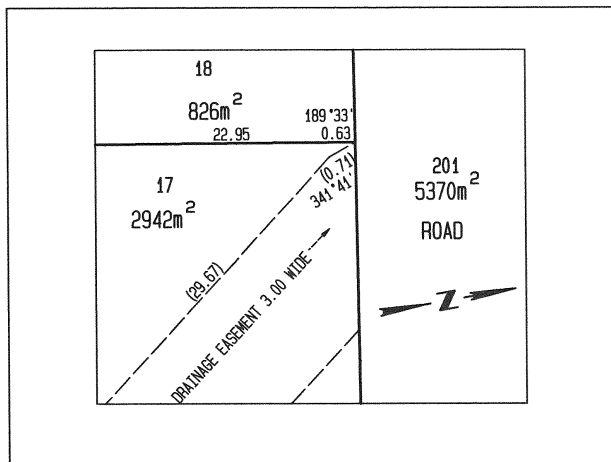 18
826m²
189°33'
22.95
0.63
17
2942m²
(0.71)
341°41'
(29.67)
DRAINAGE EASEMENT 3.00 WIDE
201
5370m²
ROAD
N